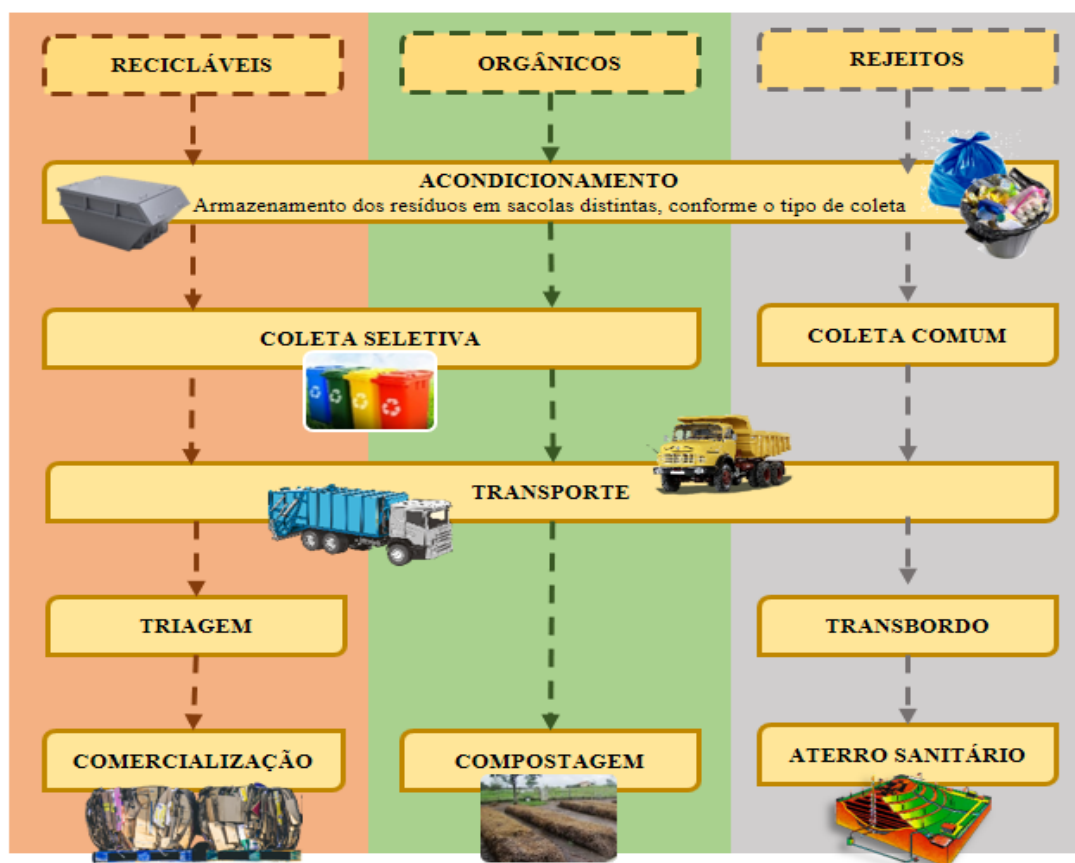 RECICLÁVEIS
ORGÂNICOS
REJEITOS
ACONDICIONAMENTO
Armazenamento dos resíduos em sacolas distintas, conforme o tipo de coleta
COLETA SELETIVA
COLETA COMUM
TRANSPORTE
TRIAGEM
TRANSBORDO
COMERCIALIZAÇÃO
COMPOSTAGEM
ATERRO SANITÁRIO